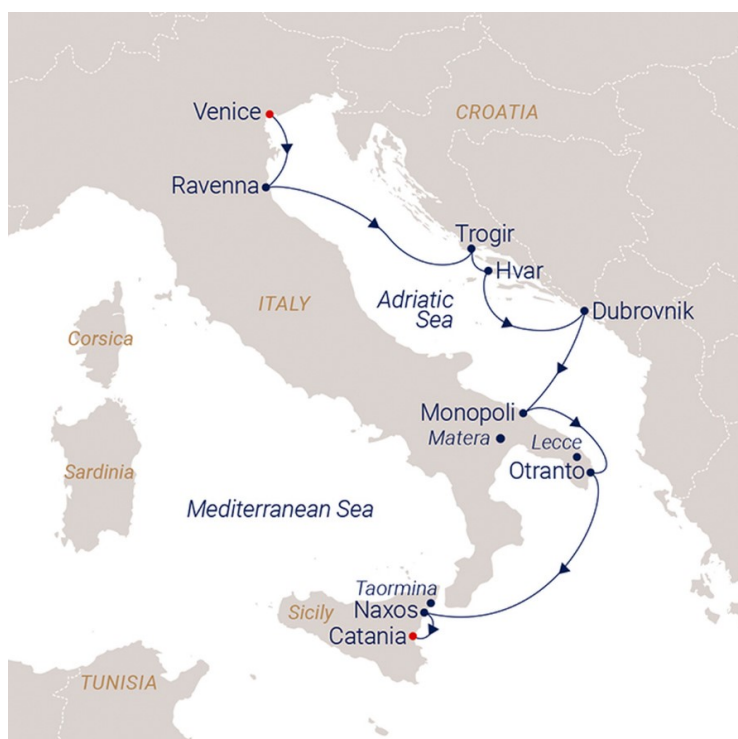 Venice
CROATIA
Ravenna
Trogir
Hvar
ITALY
Adriatic
Sea
Dubrovnik
Corsica
Monopoli
Matera
Lecce
Otranto
Sardinia
Mediterranean Sea
Taormina
Naxos
Sicily
Catania
TUNISIA